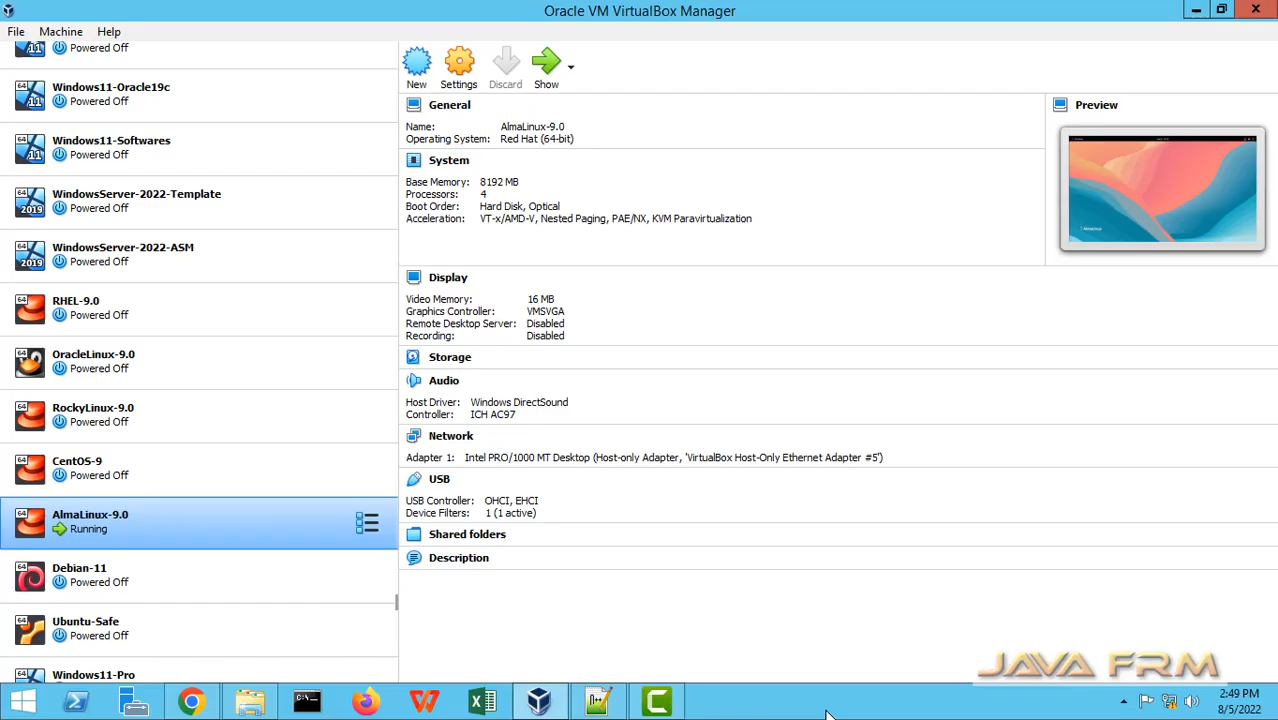 Oracle VM VirtualBox Manager
File Machine Help
Powered Off
Windows11-Oracle19c
Powered Off
Windows11-Softwares
Powered Off
WindowsServer-2022-Template
Powered Off
WindowsServer-2022-ASM
Powered Off
RHEL-9.0
Powered Off
OracleLinux-9.0
Powered Off
RockyLinux-9.0
Powered Off
CentOS-9
Powered Off
AlmaLinux-9.0
Running
Debian-11
Powered Off
Ubuntu-Safe
Powered Off
Windows11-Pro
New Settings Discard Show
General
Name: AlmaLinux-9.0
Operating System: Red Hat (64-bit)
System
Base Memory: 8192 MB
Processors: 4
Boot Order: Hard Disk, Optical
Acceleration: VT-x/AMD-V, Nested Paging, PAE/NX, KVM Paravirtualization
Preview
Display
Video Memory: 16 MB
Graphics Controller: VMSVGA
Remote Desktop Server: Disabled
Recording: Disabled
Storage
Audio
Host Driver: Windows DirectSound
Controller: ICH AC97
Network
Adapter 1: Intel PRO/1000 MT Desktop (Host-only Adapter, 'VirtualBox Host-Only Ethernet Adapter #5')
USB
USB Controller: OHCI, EHCI
Device Filters: 1 (1 active)
Shared folders
Description
JAVA FRM
2:49 PM
8/5/2022